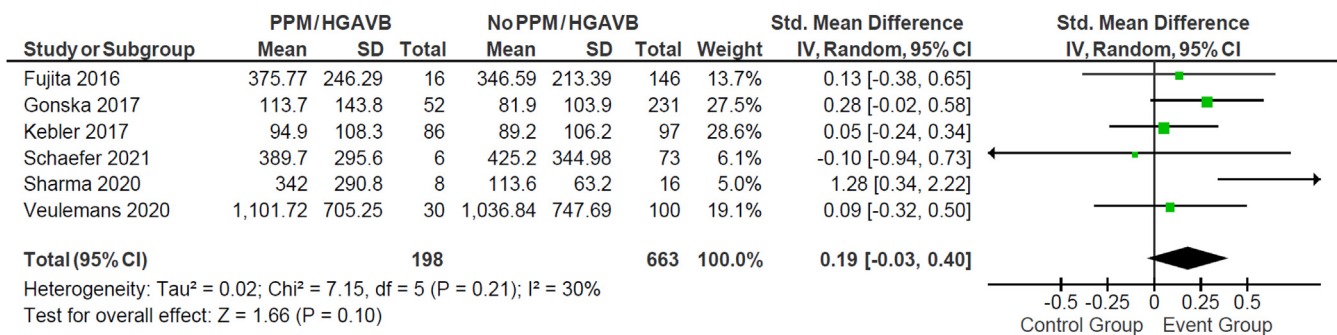 PPM/HGAVB No PPM/HGAVB Std. Mean Difference Std. Mean Difference
Study or Subgroup Mean SD Total Mean SD Total Weight IV, Random, 95% CI IV, Random, 95% CI
Fujita 2016 375.77 246.29 16 346.59 213.39 146 13.7% 0.13 [-0.38, 0.65]
Gonska 2017 113.7 143.8 52 81.9 103.9 231 27.5% 0.28 [-0.02, 0.58]
Kebler 2017 94.9 108.3 86 89.2 106.2 97 28.6% 0.05 [-0.24, 0.34]
Schaefer 2021 389.7 295.6 6 425.2 344.98 73 6.1% -0.10 [-0.94, 0.73]
Sharma 2020 342 290.8 8 113.6 63.2 16 5.0% 1.28 [0.34, 2.22]
Veulemans 2020 1,101.72 705.25 30 1,036.84 747.69 100 19.1% 0.09 [-0.32, 0.50]
Total (95% CI) 198 663 100.0% 0.19 [-0.03, 0.40]
Heterogeneity: Tau² = 0.02; Chi² = 7.15, df = 5 (P = 0.21); I² = 30%
Test for overall effect: Z = 1.66 (P = 0.10)
-0.5 -0.25 0 0.25 0.5
Control Group Event Group